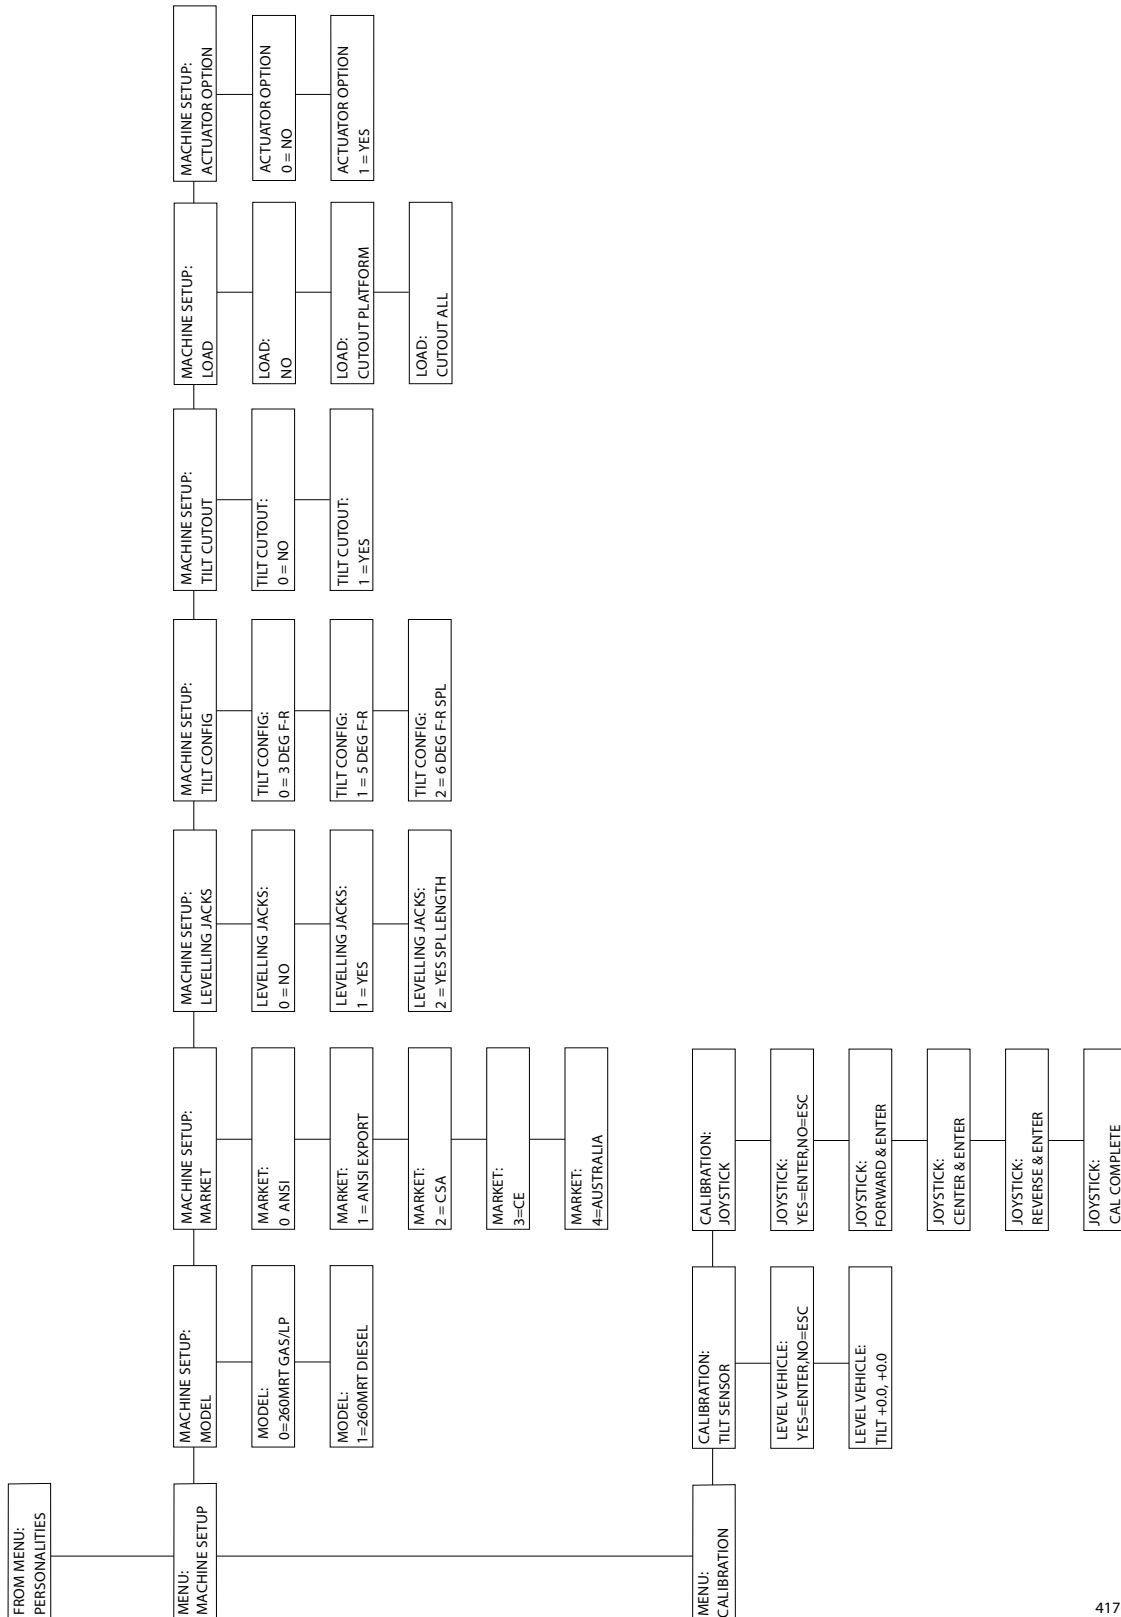 FROM MENU:
PERSONALITIES
MENU:
MACHINE SETUP
MACHINE SETUP:
MODEL
MODEL:
0=260MRT GAS/LP
MODEL:
1=260MRT DIESEL
MACHINE SETUP:
MARKET
MARKET:
0 ANSI
MARKET:
1 = ANSI EXPORT
MARKET:
2 = CSA
MARKET:
3=CE
MARKET:
4=AUSTRALIA
MACHINE SETUP:
LEVELLING JACKS
LEVELLING JACKS:
0 = NO
LEVELLING JACKS:
1 = YES
LEVELLING JACKS:
2 = YES SPL LENGTH
MACHINE SETUP:
TILT CONFIG
TILT CONFIG:
0 = 3 DEG F-R
TILT CONFIG:
1 = 5 DEG F-R
TILT CONFIG:
2 = 6 DEG F-R SPL
MACHINE SETUP:
TILT CUTOUT
TILT CUTOUT:
0 = NO
TILT CUTOUT:
1 = YES
MACHINE SETUP:
LOAD
LOAD:
NO
LOAD:
CUTOUT PLATFORM
LOAD:
CUTOUT ALL
MACHINE SETUP:
ACTUATOR OPTION
ACTUATOR OPTION
0 = NO
ACTUATOR OPTION
1 = YES
MENU:
CALIBRATION
CALIBRATION:
TILT SENSOR
LEVEL VEHICLE:
YES=ENTER,NO=ESC
LEVEL VEHICLE:
TILT +0.0, +0.0
CALIBRATION:
JOYSTICK
JOYSTICK:
YES=ENTER,NO=ESC
JOYSTICK:
FORWARD & ENTER
JOYSTICK:
CENTER & ENTER
JOYSTICK:
REVERSE & ENTER
JOYSTICK:
CAL COMPLETE
417